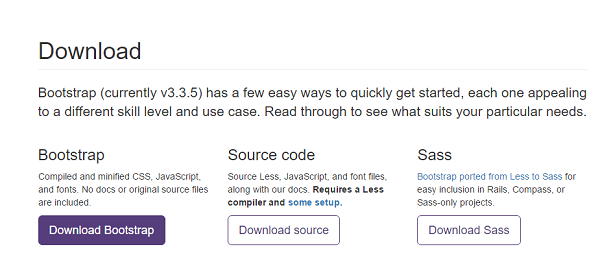 Download
Bootstrap (currently v3.3.5) has a few easy ways to quickly get started, each one appealing
to a different skill level and use case. Read through to see what suits your particular needs.
Bootstrap
Compiled and minified CSS, JavaScript,
and fonts. No docs or original source files
are included.
Download Bootstrap
Source code
Source Less, JavaScript, and font files,
along with our docs. Requires a Less
compiler and some setup.
Download source
Sass
Bootstrap ported from Less to Sass for
easy inclusion in Rails, Compass, or
Sass-only projects.
Download Sass